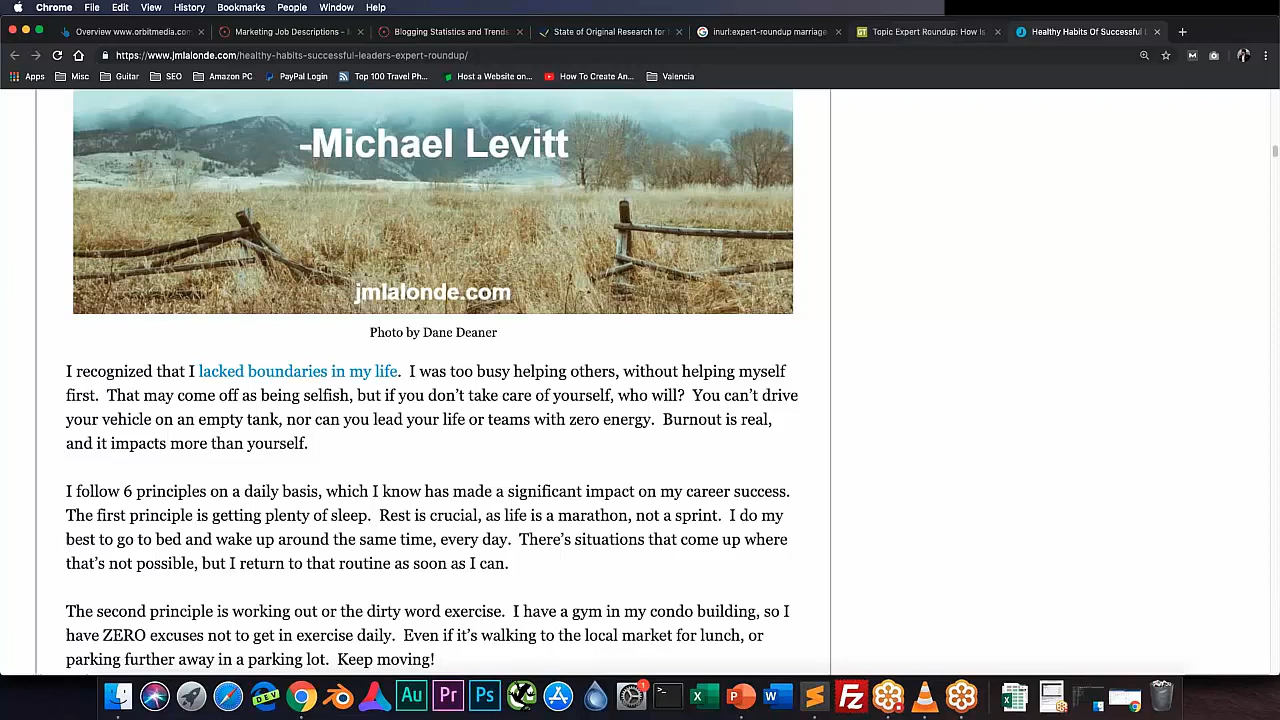 Chrome File Edit View History Bookmarks People Window Help
Overview www.orbitmedia.com Marketing Job Descriptions - Blogging Statistics and Trends State of Original Research for inurl:expert-roundup marriage Topic Expert Roundup: How Is Healthy Habits Of Successful
https://www.jmlalonde.com/healthy-habits-successful-leaders-expert-roundup/
Apps Misc Guitar SEO Amazon PC PayPal Login Top 100 Travel Ph... Host a Website on... How To Create An... Valencia
-Michael Levitt
jmlalonde.com
Photo by Dane Deaner
I recognized that I lacked boundaries in my life. I was too busy helping others, without helping myself
first. That may come off as being selfish, but if you don’t take care of yourself, who will? You can’t drive
your vehicle on an empty tank, nor can you lead your life or teams with zero energy. Burnout is real,
and it impacts more than yourself.
I follow 6 principles on a daily basis, which I know has made a significant impact on my career success.
The first principle is getting plenty of sleep. Rest is crucial, as life is a marathon, not a sprint. I do my
best to go to bed and wake up around the same time, every day. There’s situations that come up where
that’s not possible, but I return to that routine as soon as I can.
The second principle is working out or the dirty word exercise. I have a gym in my condo building, so I
have ZERO excuses not to get in exercise daily. Even if it’s walking to the local market for lunch, or
parking further away in a parking lot. Keep moving!
DEV Au Pr Ps 1 X P W S Fz